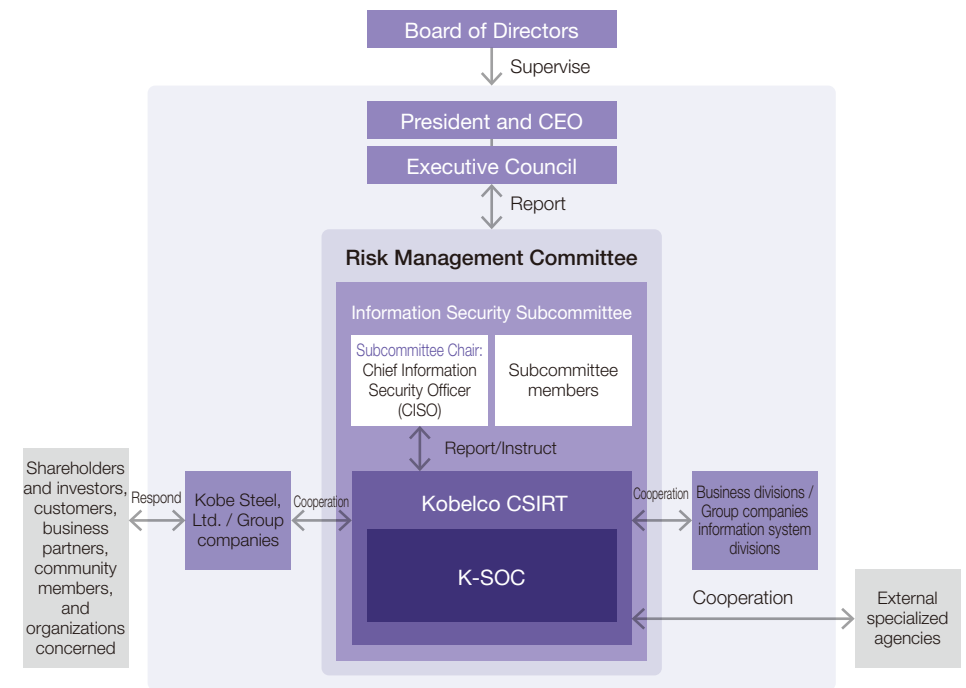 Board of Directors
Supervise
President and CEO
Executive Council
Report
Risk Management Committee
Information Security Subcommittee
Subcommittee Chair:
Chief Information
Security Officer
(CISO)
Subcommittee
members
Report/Instruct
Shareholders
and investors,
customers,
business
partners,
community
members,
and
organizations
concerned
Respond
Kobe Steel,
Ltd. / Group
companies
Cooperation
Kobelco CSIRT
K-SOC
Cooperation
Business divisions /
Group companies
information system
divisions
Cooperation
External
specialized
agencies